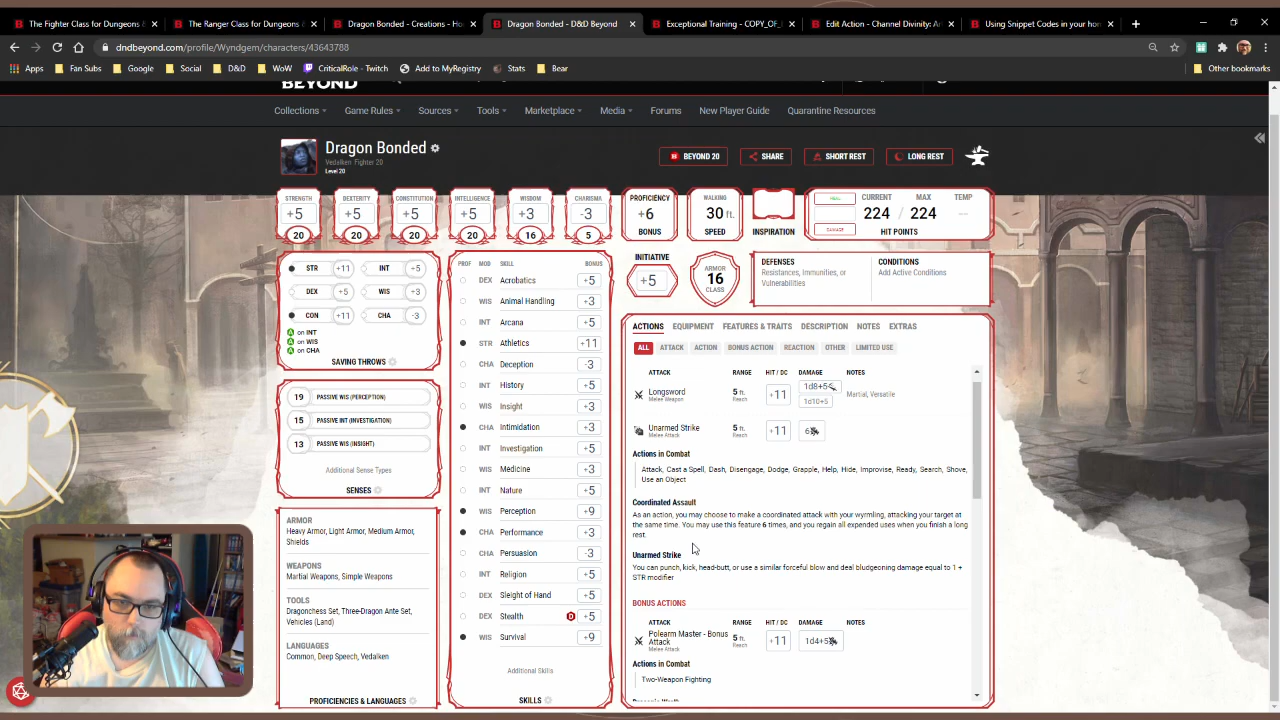 The Fighter Class for Dungeons &
The Ranger Class for Dungeons &
Dragon Bonded - Creations - Ho
Dragon Bonded - D&D Beyond
Exceptional Training - COPY_OF_
Edit Action - Channel Divinity: A
Using Snippet Codes in your ho
dndbeyond.com/profile/Wyndgem/characters/43643788
Apps Fan Subs Google Social D&D WoW CriticalRole - Twitch Add to MyRegistry Stats Bear Other bookmarks
BEYOND
Collections Game Rules Sources Tools Marketplace Media Forums New Player Guide Quarantine Resources
Dragon Bonded
Vedalken Fighter 20
Level 20
BEYOND 20 SHARE SHORT REST LONG REST
STRENGTH
+5
20
DEXTERITY
+5
20
CONSTITUTION
+5
20
INTELLIGENCE
+5
20
WISDOM
+3
16
CHARISMA
-3
5
PROFICIENCY
+6
BONUS
WALKING
30 ft.
SPEED
INSPIRATION
HEAL
DAMAGE
CURRENT MAX TEMP
224 / 224 --
HIT POINTS
STR +11 INT +5
DEX +5 WIS +3
CON +11 CHA -3
A on INT
A on WIS
A on CHA
SAVING THROWS
19 PASSIVE WIS (PERCEPTION)
15 PASSIVE INT (INVESTIGATION)
13 PASSIVE WIS (INSIGHT)
Additional Sense Types
SENSES
ARMOR
Heavy Armor, Light Armor, Medium Armor,
Shields
WEAPONS
Martial Weapons, Simple Weapons
TOOLS
Dragonchess Set, Three-Dragon Ante Set,
Vehicles (Land)
LANGUAGES
Common, Deep Speech, Vedalken
PROFICIENCIES & LANGUAGES
PROF MOD SKILL BONUS
DEX Acrobatics +5
WIS Animal Handling +3
INT Arcana +5
STR Athletics +11
CHA Deception -3
INT History +5
WIS Insight +3
CHA Intimidation +3
INT Investigation +5
WIS Medicine +3
INT Nature +5
WIS Perception +9
CHA Performance +3
CHA Persuasion -3
INT Religion +5
DEX Sleight of Hand +5
DEX Stealth D +5
WIS Survival +9
Additional Skills
SKILLS
INITIATIVE
+5
ARMOR
16
CLASS
DEFENSES
Resistances, Immunities, or
Vulnerabilities
CONDITIONS
Add Active Conditions
ACTIONS EQUIPMENT FEATURES & TRAITS DESCRIPTION NOTES EXTRAS
ALL ATTACK ACTION BONUS ACTION REACTION OTHER LIMITED USE
ATTACK RANGE HIT / DC DAMAGE NOTES
Longsword
Melee Weapon
5 ft.
Reach
+11
1d8+5
1d10+5
Martial, Versatile
Unarmed Strike
Melee Attack
5 ft.
Reach
+11
6
Actions in Combat
Attack, Cast a Spell, Dash, Disengage, Dodge, Grapple, Help, Hide, Improvise, Ready, Search, Shove,
Use an Object
Coordinated Assault
As an action, you may choose to make a coordinated attack with your wyrmling, attacking your target
at the same time. You may use this feature 6 times, and you regain all expended uses when you finish a long
rest.
Unarmed Strike
You can punch, kick, head-butt, or use a similar forceful blow and deal bludgeoning damage equal to 1 +
STR modifier
BONUS ACTIONS
ATTACK RANGE HIT / DC DAMAGE NOTES
Polearm Master - Bonus
Attack
Melee Attack
5 ft.
Reach
+11
1d4+5
Actions in Combat
Two-Weapon Fighting